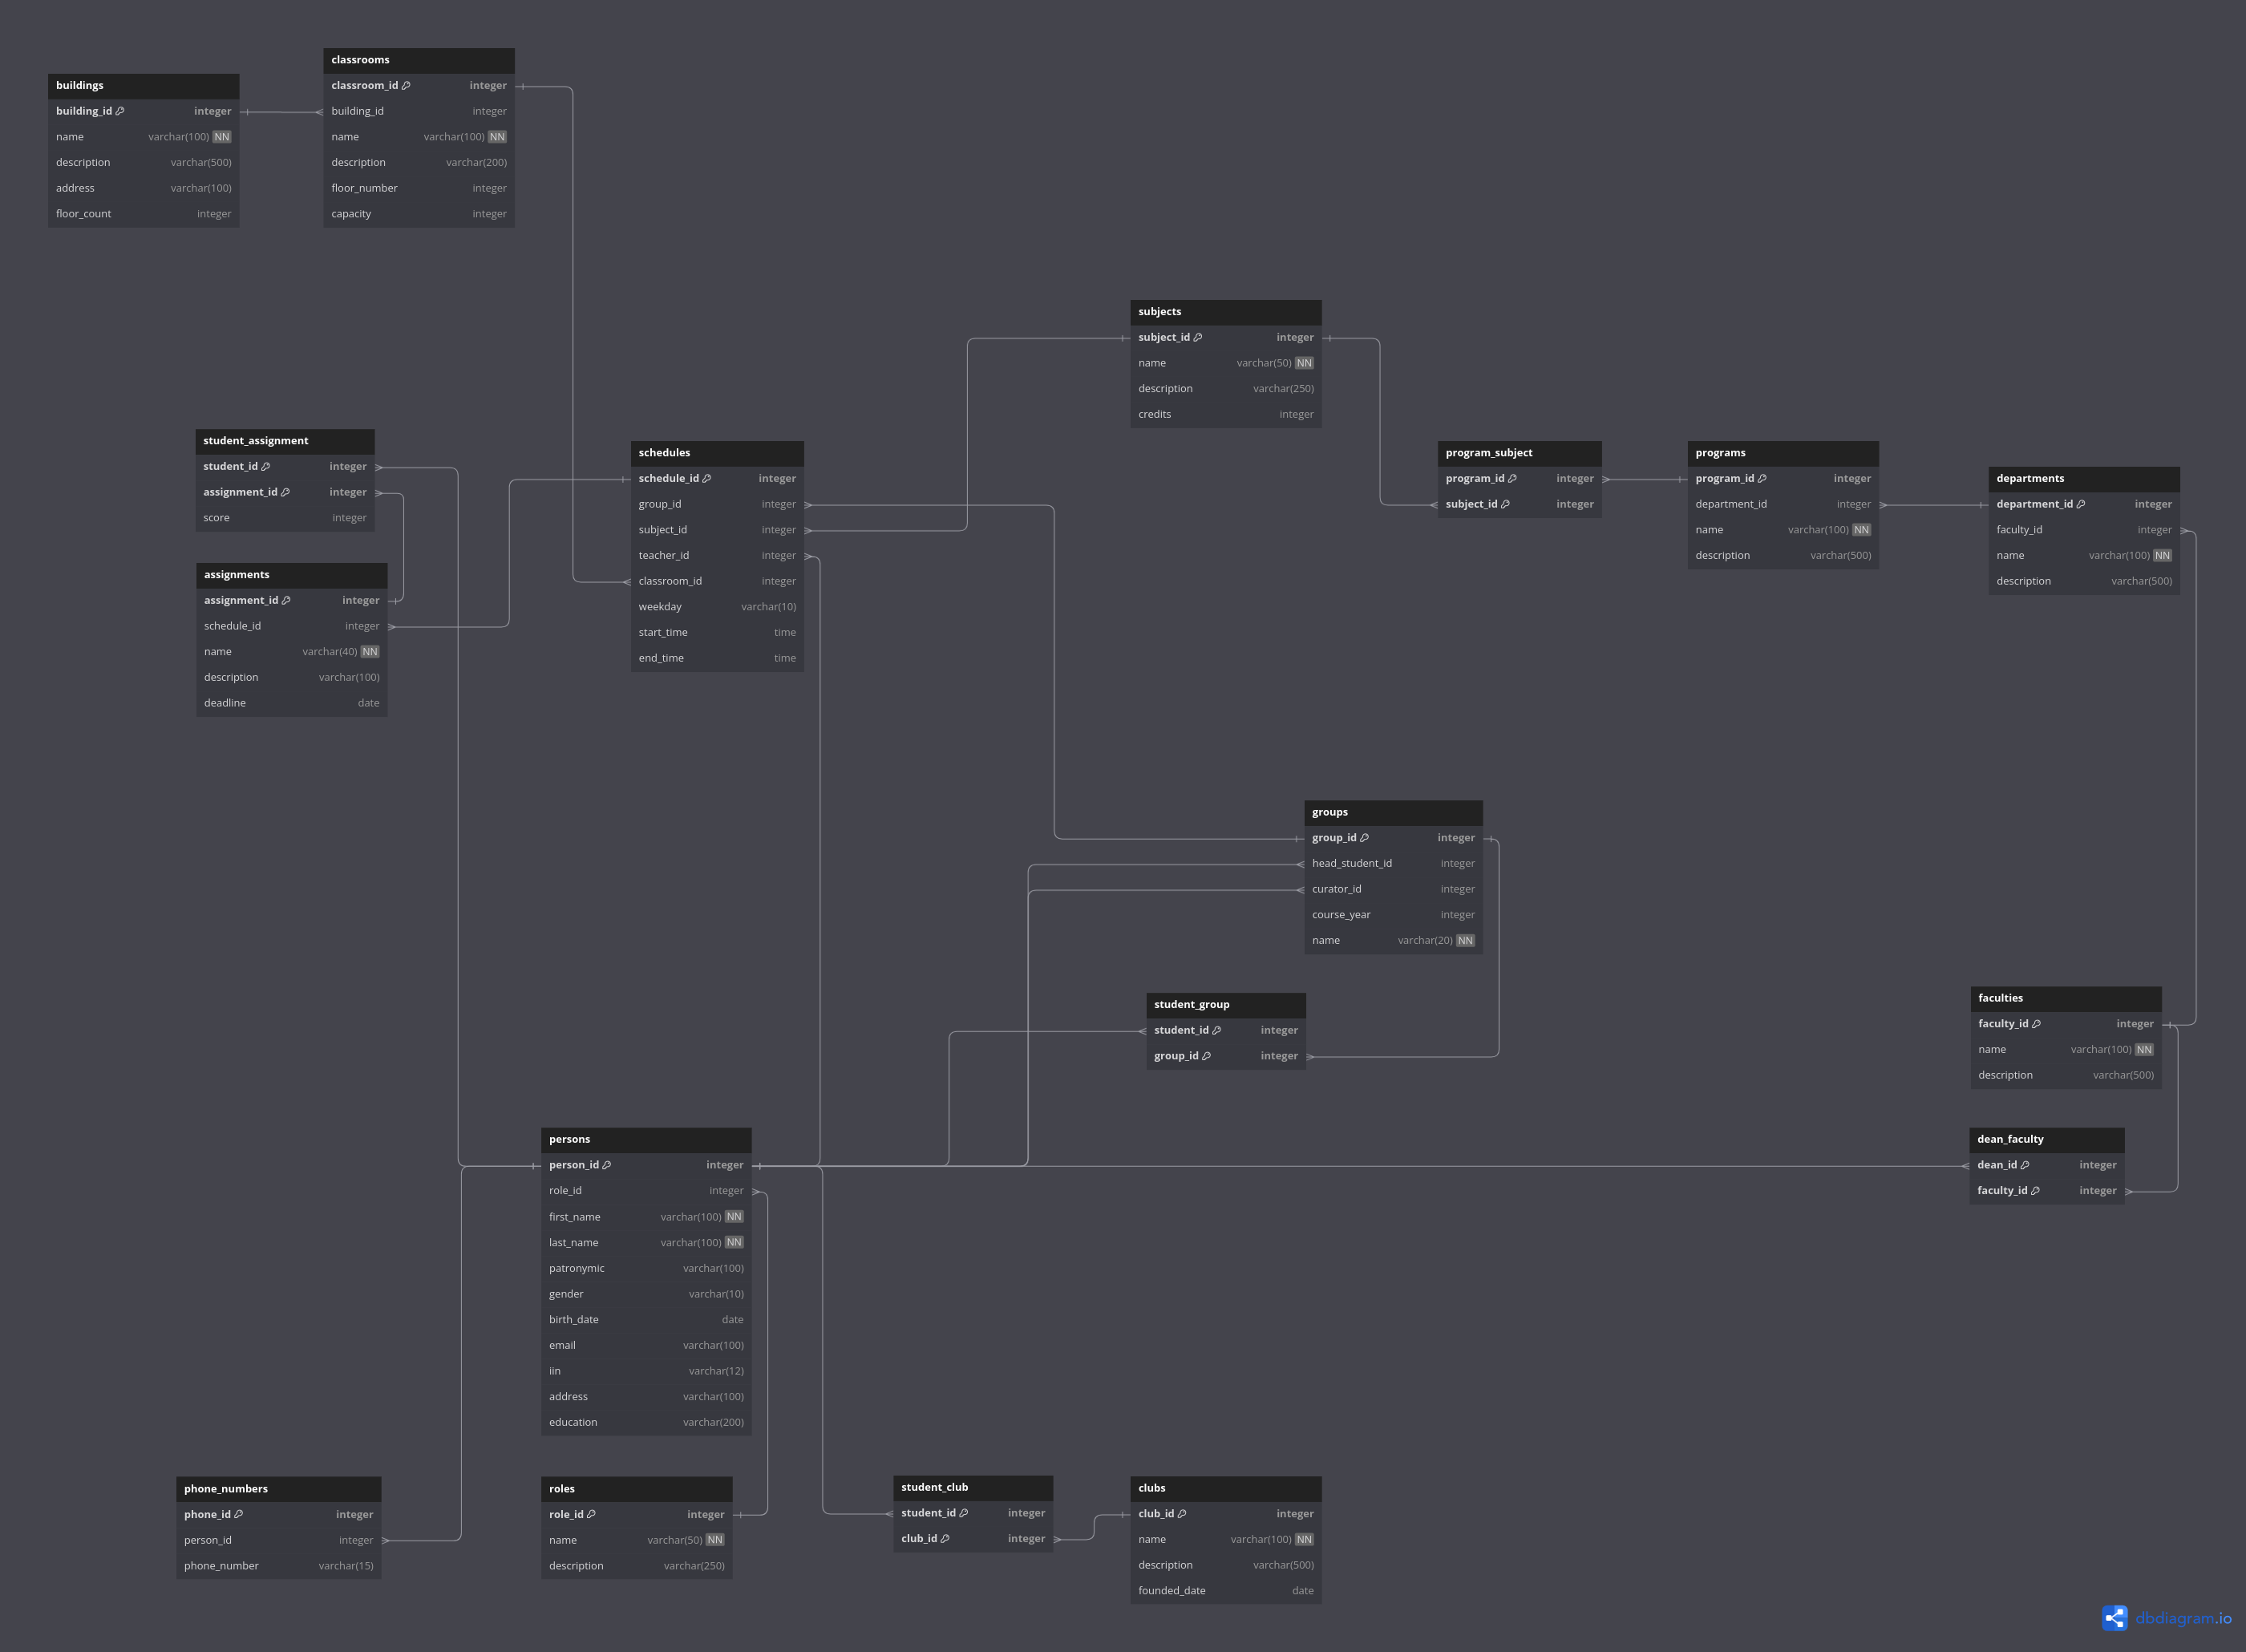 classrooms
classroom_id integer
building_id integer
name varchar(100) NN
description varchar(200)
floor_number integer
capacity integer
buildings
building_id integer
name varchar(100) NN
description varchar(500)
address varchar(100)
floor_count integer
subjects
subject_id integer
name varchar(50) NN
description varchar(250)
credits integer
student_assignment
student_id integer
assignment_id integer
score integer
schedules
schedule_id integer
group_id integer
subject_id integer
teacher_id integer
classroom_id integer
weekday varchar(10)
start_time time
end_time time
program_subject
program_id integer
subject_id integer
programs
program_id integer
department_id integer
name varchar(100) NN
description varchar(500)
departments
department_id integer
faculty_id integer
name varchar(100) NN
description varchar(500)
assignments
assignment_id integer
schedule_id integer
name varchar(40) NN
description varchar(100)
deadline date
groups
group_id integer
head_student_id integer
curator_id integer
course_year integer
name varchar(20) NN
student_group
student_id integer
group_id integer
faculties
faculty_id integer
name varchar(100) NN
description varchar(500)
persons
person_id integer
role_id integer
first_name varchar(100) NN
last_name varchar(100) NN
patronymic varchar(100)
gender varchar(10)
birth_date date
email varchar(100)
iin varchar(12)
address varchar(100)
education varchar(200)
dean_faculty
dean_id integer
faculty_id integer
phone_numbers
phone_id integer
person_id integer
phone_number varchar(15)
roles
role_id integer
name varchar(50) NN
description varchar(250)
student_club
student_id integer
club_id integer
clubs
club_id integer
name varchar(100) NN
description varchar(500)
founded_date date
dbdiagram.io